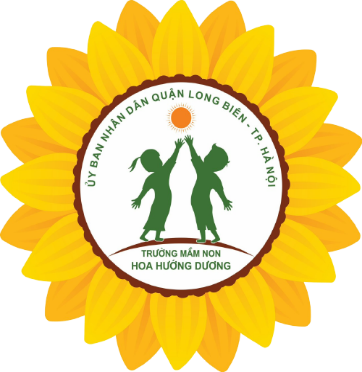 ỦY BAN NHÂN DÂN QUẬN LONG BIÊN - TP. HÀ NỘI
TRƯỜNG MẦM NON
HOA HƯỚNG DƯƠNG